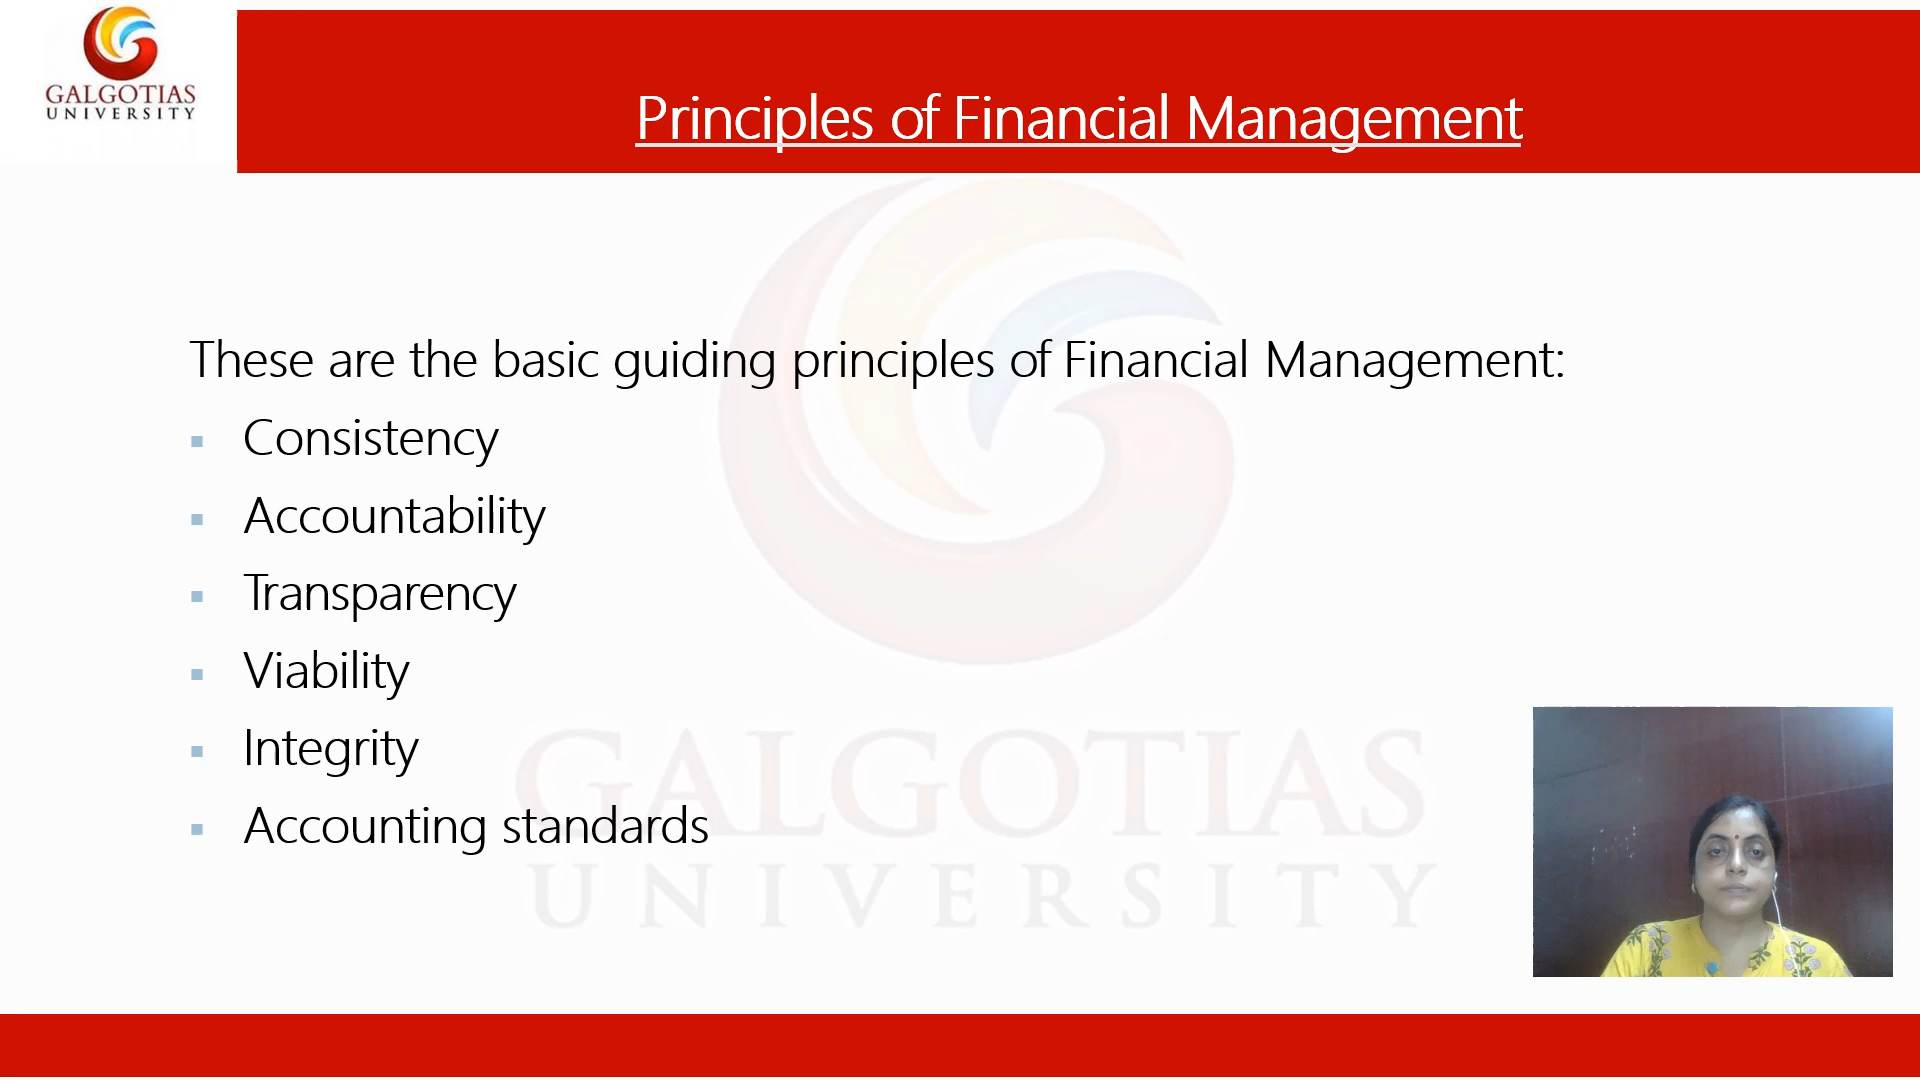 GALGOTIAS
UNIVERSITY
Principles of Financial Management
These are the basic guiding principles of Financial Management:
▪ Consistency
▪ Accountability
▪ Transparency
▪ Viability
▪ Integrity
▪ Accounting standards
GALGOTIAS
UNIVERSITY